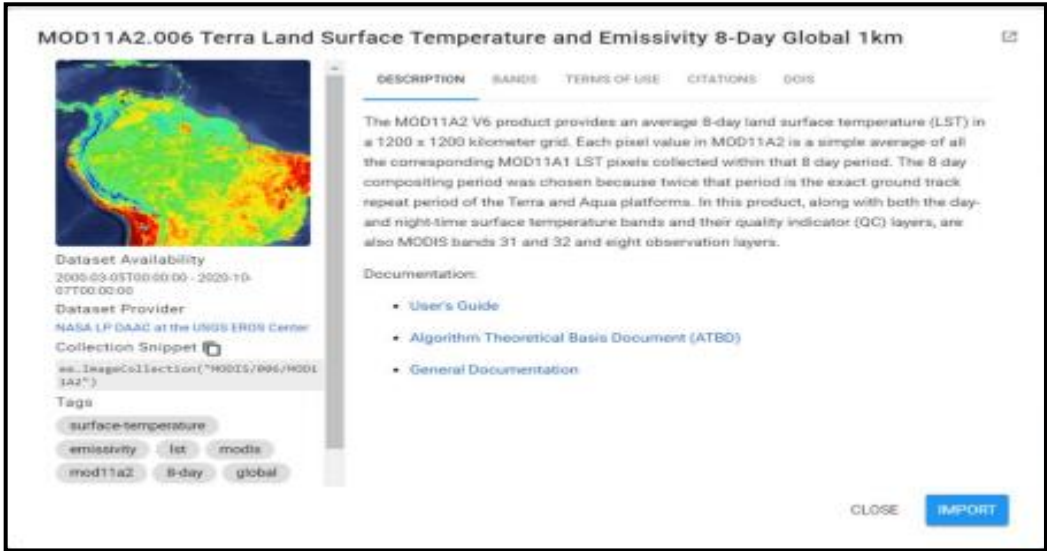 MOD11A2.006 Terra Land Surface Temperature and Emissivity 8-Day Global 1km
DESCRIPTION BANDS TERMS OF USE CITATIONS DOIS
The MOD11A2 V6 product provides an average 8-day land surface temperature (LST) in
a 1200 x 1200 kilometer grid. Each pixel value in MOD11A2 is a simple average of all
the corresponding MOD11A1 LST pixels collected within that 8 day period. The 8 day
compositing period was chosen because twice that period is the exact ground track
repeat period of the Terra and Aqua platforms. In this product, along with both the day-
and night-time surface temperature bands and their quality indicator (QC) layers, are
also MODIS bands 31 and 32 and eight observation layers.
Documentation:
• User's Guide
• Algorithm Theoretical Basis Document (ATBD)
• General Documentation
Dataset Availability
2000-03-05T00:00:00 - 2020-10-
07T00:00:00
Dataset Provider
NASA LP DAAC at the USGS EROS Center
Collection Snippet
ee.ImageCollection("MODIS/006/MOD1
1A2")
Tags
surface-temperature
emissivity lst modis
mod11a2 8-day global
CLOSE IMPORT